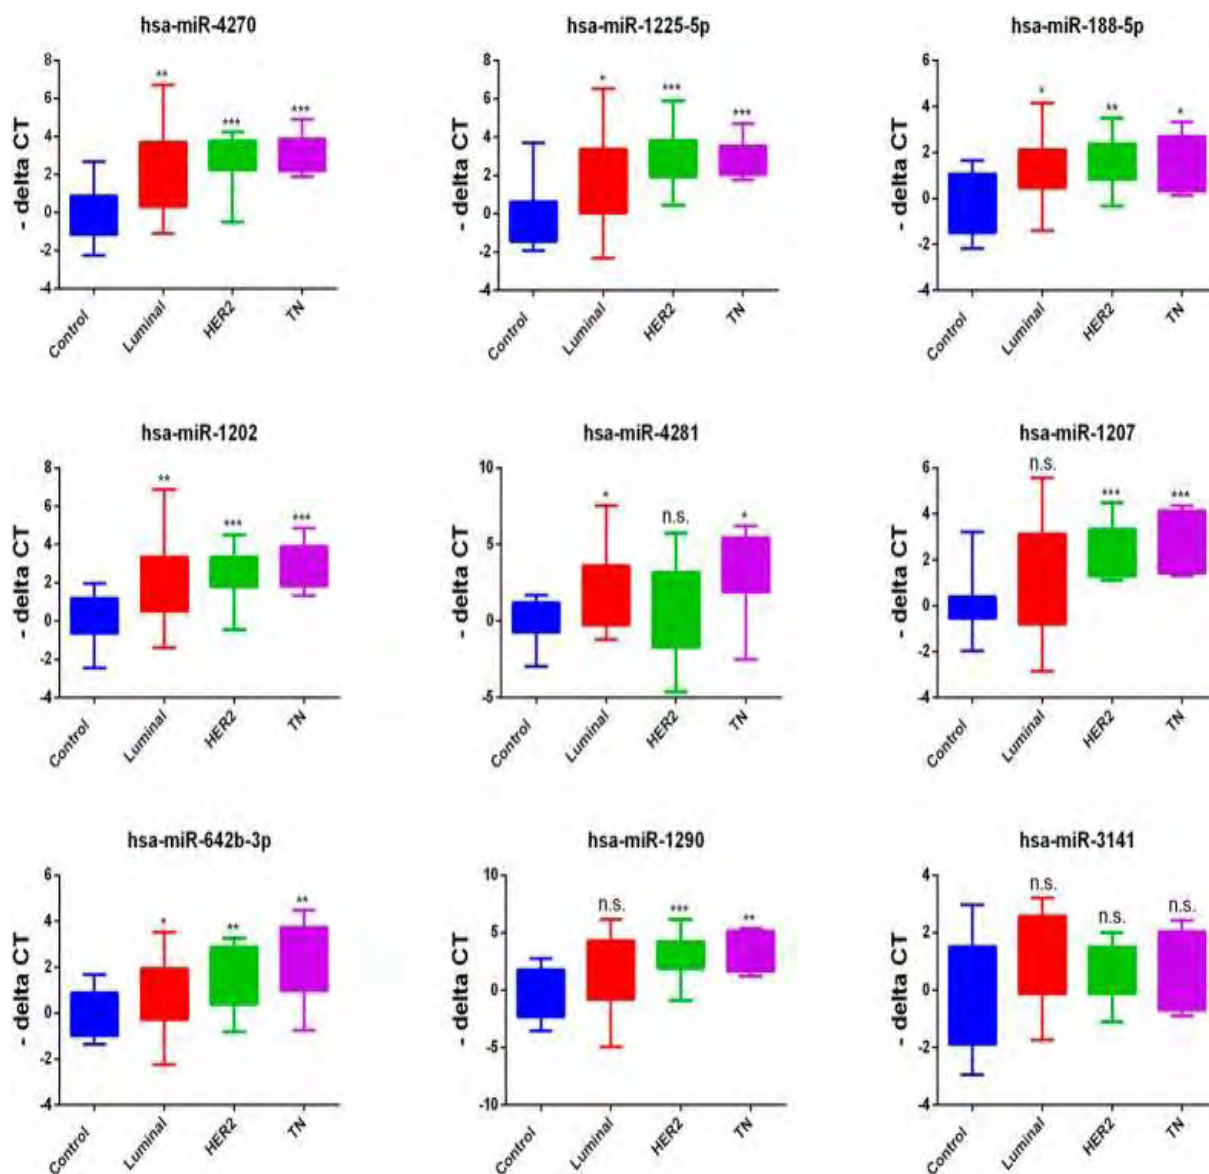 hsa-miR-4270
hsa-miR-1225-5p
hsa-miR-188-5p
- delta CT
8
6
4
2
0
-2
-4
**
***
***
Control
Luminal
HER2
TN
- delta CT
8
6
4
2
0
-2
-4
*
***
***
Control
Luminal
HER2
TN
- delta CT
6
4
2
0
-2
-4
*
**
*
Control
Luminal
HER2
TN
hsa-miR-1202
hsa-miR-4281
hsa-miR-1207
- delta CT
8
6
4
2
0
-2
-4
**
***
***
Control
Luminal
HER2
TN
- delta CT
10
5
0
-5
*
n.s.
*
Control
Luminal
HER2
TN
- delta CT
6
4
2
0
-2
-4
n.s.
***
***
Control
Luminal
HER2
TN
hsa-miR-642b-3p
hsa-miR-1290
hsa-miR-3141
- delta CT
6
4
2
0
-2
-4
*
**
**
Control
Luminal
HER2
TN
- delta CT
10
5
0
-5
-10
n.s.
***
**
Control
Luminal
HER2
TN
- delta CT
4
2
0
-2
-4
n.s.
n.s.
n.s.
Control
Luminal
HER2
TN